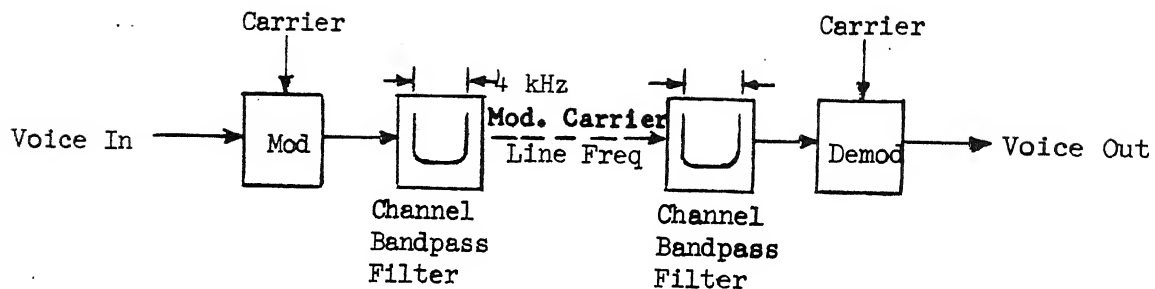 Carrier
Carrier
4 kHz
Voice In
Mod
Mod. Carrier
Line Freq
Demod
Voice Out
Channel
Bandpass
Filter
Channel
Bandpass
Filter